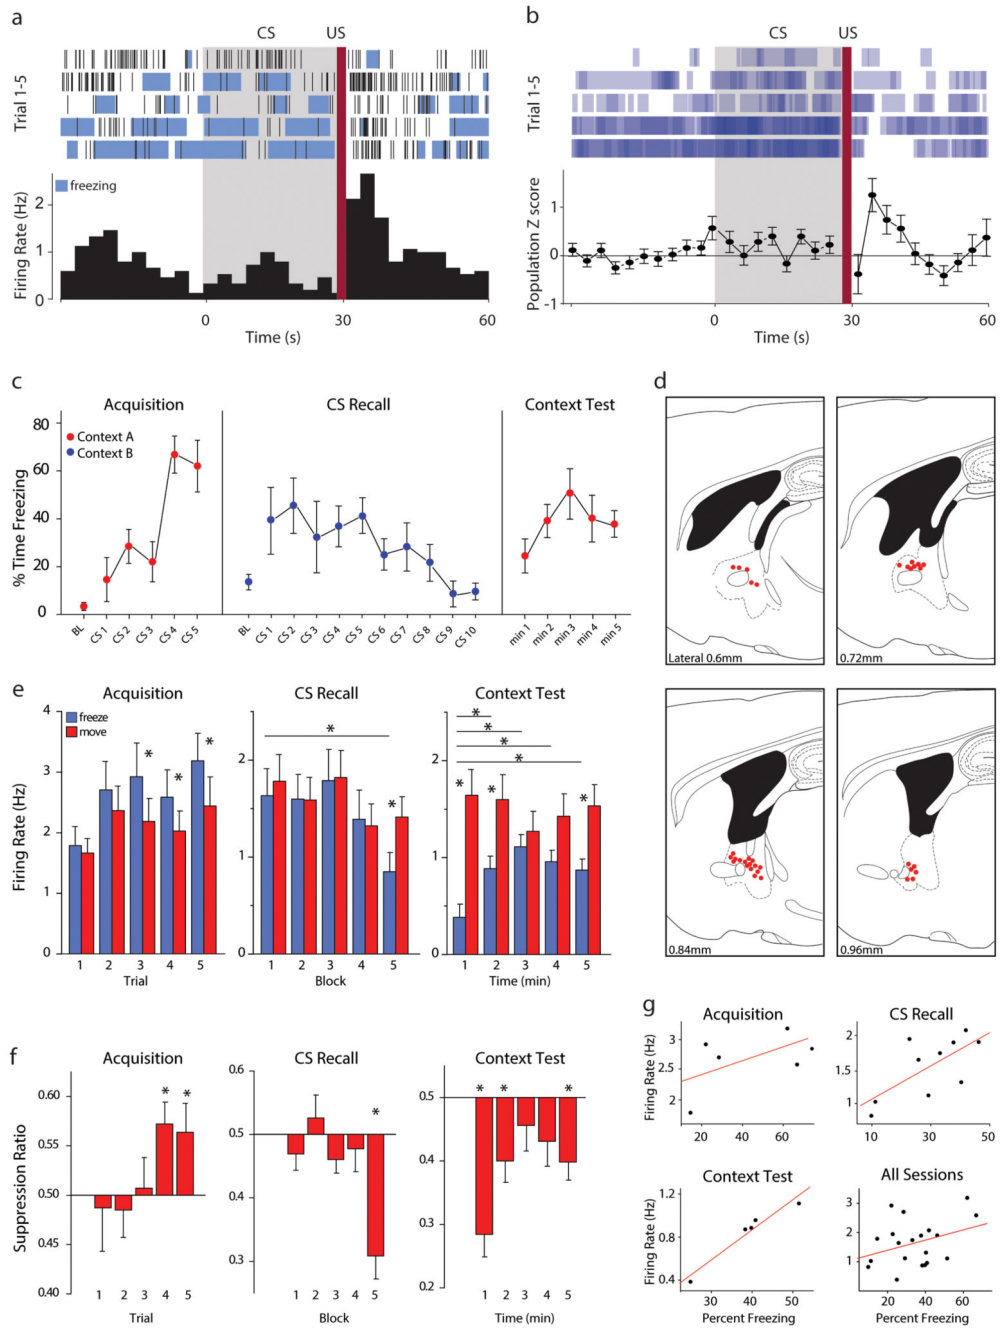 a
CS
US
Trial 1-5
freezing
Firing Rate (Hz)
2
1
0
0
30
60
Time (s)
b
CS
US
Trial 1-5
Population Z score
1
0
-1
0
30
60
Time (s)
c
Acquisition
CS Recall
Context Test
Context A
Context B
% Time Freezing
80
60
40
20
0
BL
CS 1
CS 2
CS 3
CS 4
CS 5
BL
CS 1
CS 2
CS 3
CS 4
CS 5
CS 6
CS 7
CS 8
CS 9
CS 10
min 1
min 2
min 3
min 4
min 5
d
Lateral 0.6mm
0.72mm
0.84mm
0.96mm
e
Acquisition
CS Recall
Context Test
freeze
move
Firing Rate (Hz)
4
3
2
1
0
* * *
1 2 3 4 5
Trial
2
1
0
*
*
1 2 3 4 5
Block
2
1
0
*
*
*
*
* * *
1 2 3 4 5
Time (min)
f
Acquisition
CS Recall
Context Test
Suppression Ratio
0.60
0.55
0.50
0.45
0.40
* *
1 2 3 4 5
Trial
0.6
0.5
0.3
*
1 2 3 4 5
Block
0.5
0.4
0.3
0.2
* * *
1 2 3 4 5
Time (min)
g
Acquisition
Firing Rate (Hz)
3
2.5
2
20 40 60
CS Recall
2
1.5
1
10 30 50
Context Test
Firing Rate (Hz)
1.2
0.8
0.4
30 40 50
Percent Freezing
All Sessions
3
2
1
20 40 60
Percent Freezing